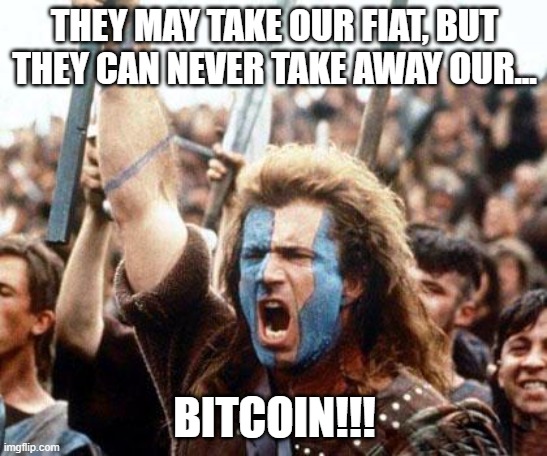 THEY MAY TAKE OUR FIAT, BUT
THEY CAN NEVER TAKE AWAY OUR...
BITCOIN!!!
imgflip.com